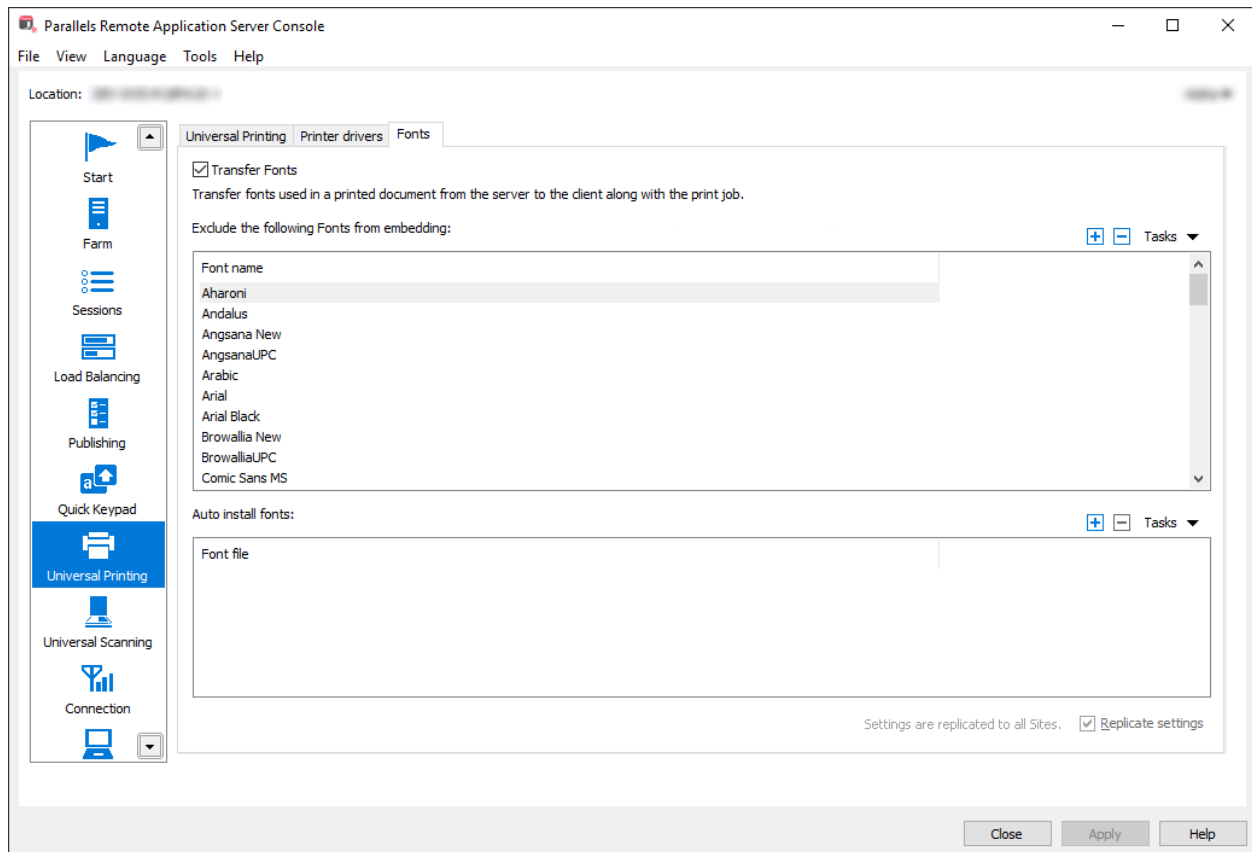 Parallels Remote Application Server Console
File View Language Tools Help
Location:
Start
Farm
Sessions
Load Balancing
Publishing
Quick Keypad
Universal Printing
Universal Scanning
Connection
Universal Printing Printer drivers Fonts
Transfer Fonts
Transfer fonts used in a printed document from the server to the client along with the print job.
Exclude the following Fonts from embedding:
Tasks
Font name
Aharoni
Andalus
Angsana New
AngsanaUPC
Arabic
Arial
Arial Black
Browallia New
BrowalliaUPC
Comic Sans MS
Auto install fonts:
Tasks
Font file
Settings are replicated to all Sites. Replicate settings
Close Apply Help